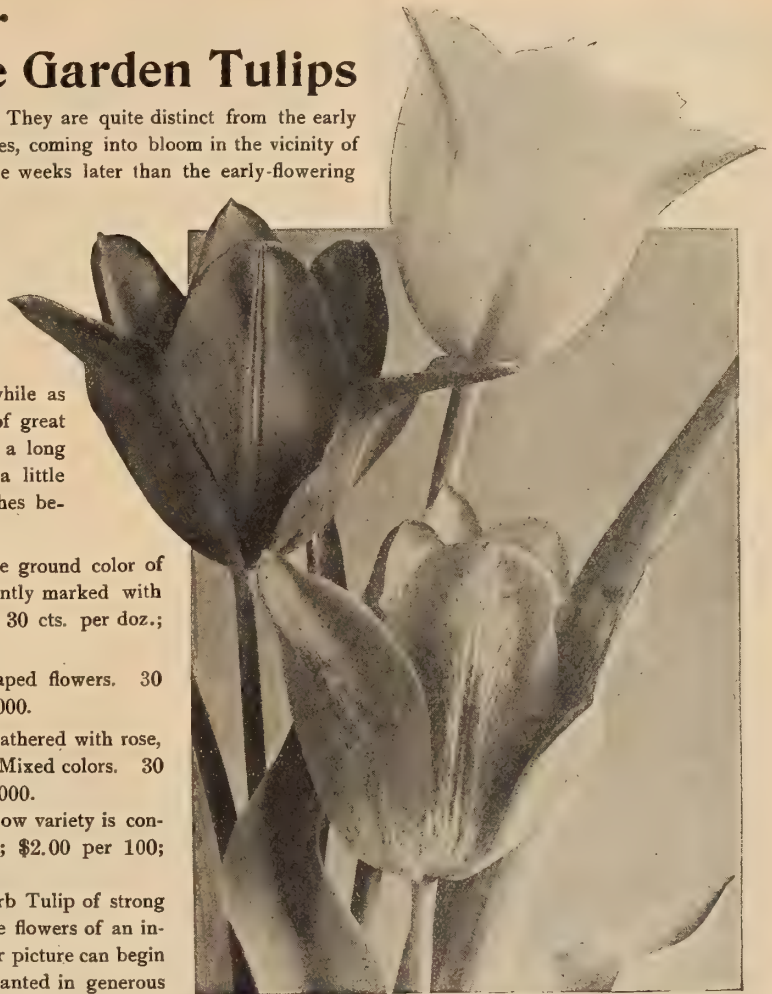 e Garden Tulips
They are quite distinct from the early
es, coming into bloom in the vicinity of
e weeks later than the early-flowering
while as
of great
a long
a little
hes be-
e ground color of
ntly marked with
30 cts. per doz.;
aped flowers. 30
000.
athered with rose,
Mixed colors. 30
000.
ow variety is con-
; $2.00 per 100;
rb Tulip of strong
e flowers of an in-
r picture can begin
anted in generous